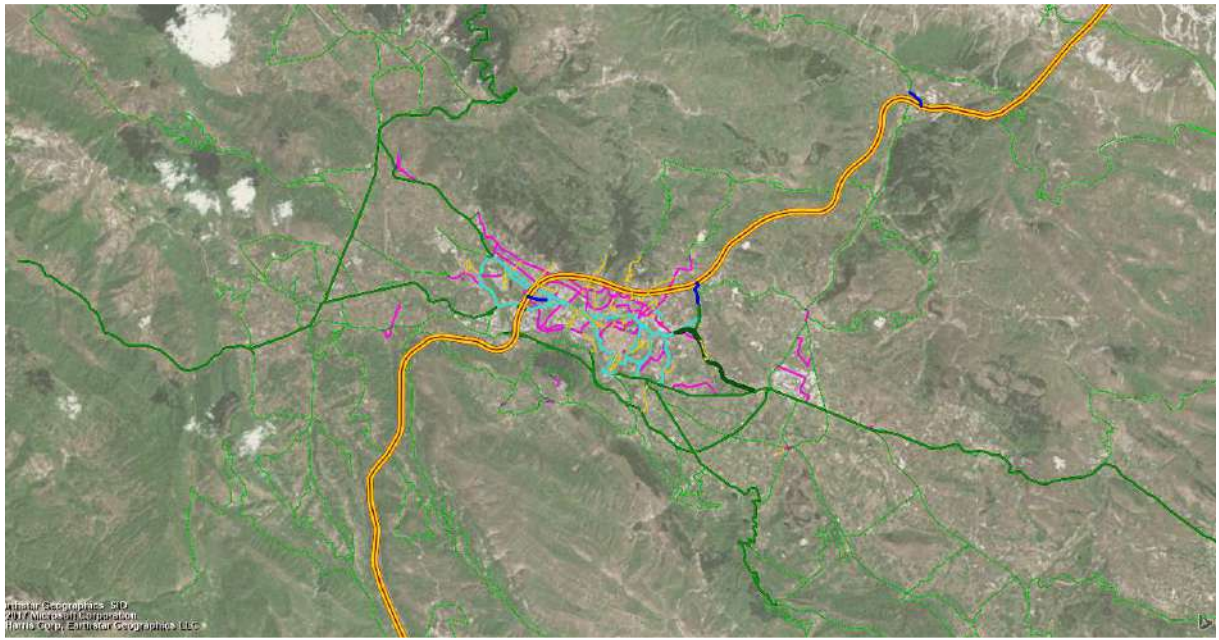 arthstar Geographics SIO
2017 Microsoft Corporation
Harris Corp, Earthstar Geographics LLC